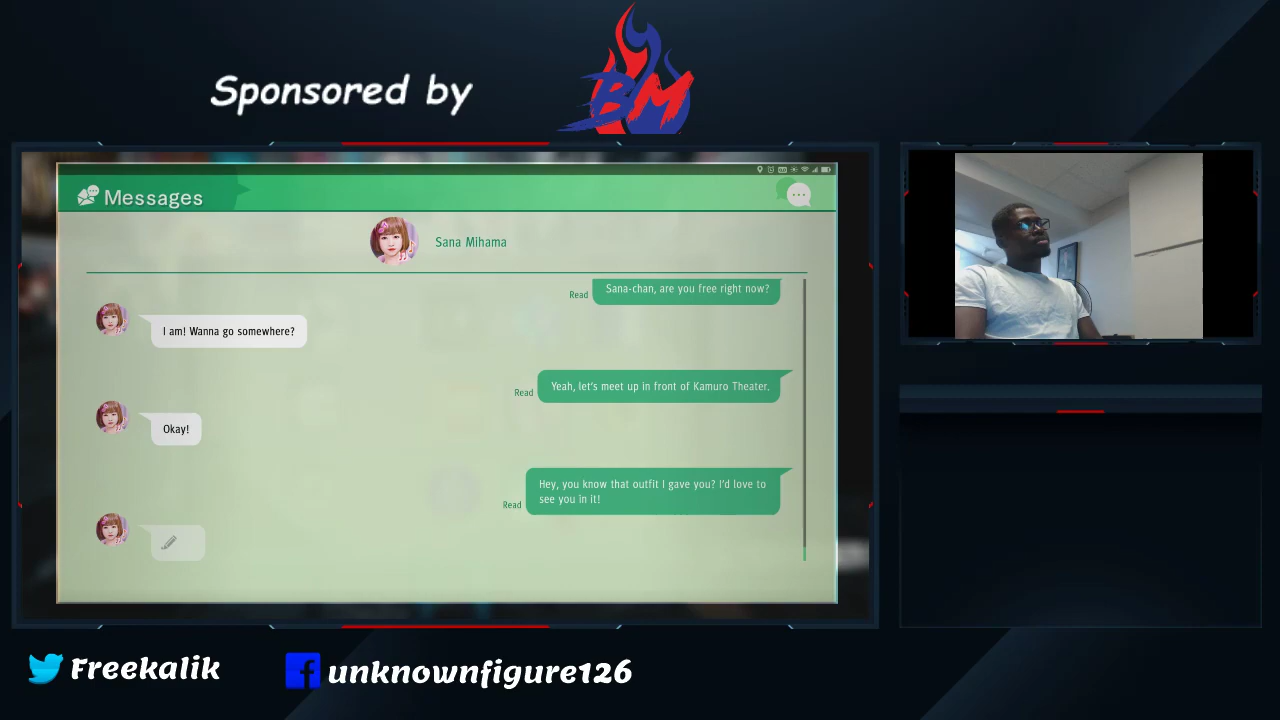 Sponsored by
BM
Messages
Sana Mihama
Sana-chan, are you free right now?
Read
I am! Wanna go somewhere?
Yeah, let's meet up in front of Kamuro Theater.
Read
Okay!
Hey, you know that outfit I gave you? I'd love to
see you in it!
Read
Freekalik
unknownfigure126